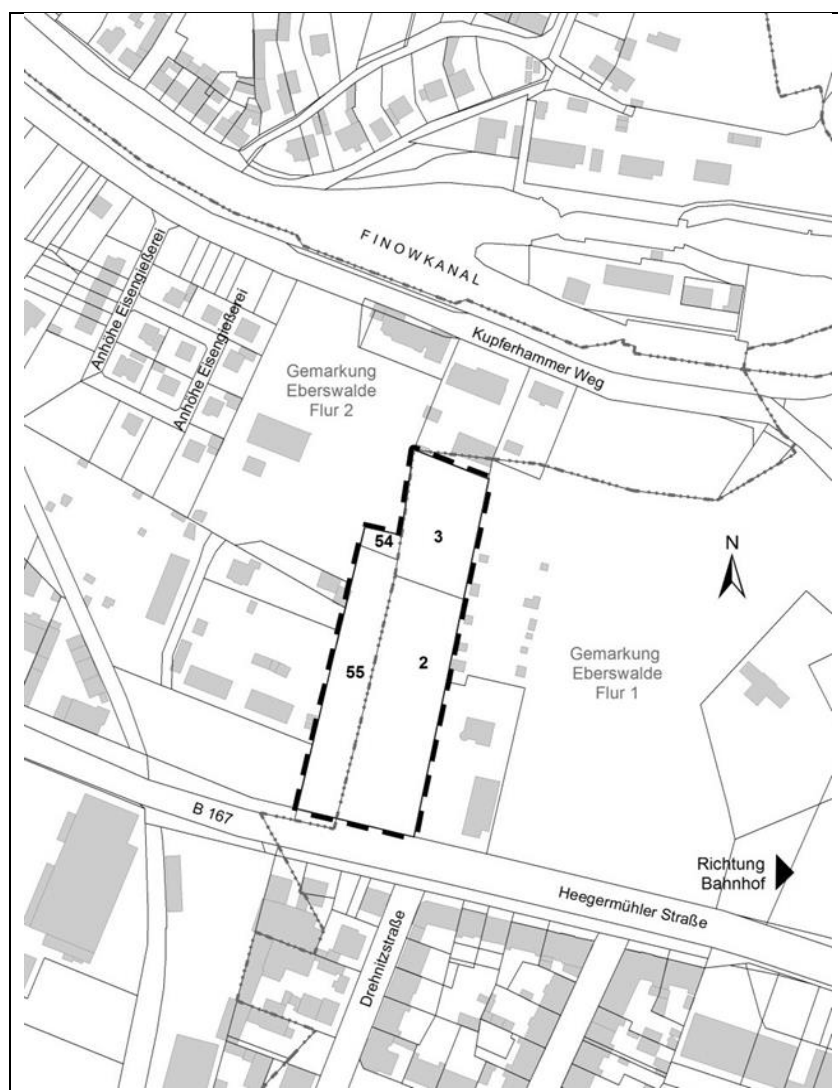 FINOWKANAL
Anhöhe Eisengießerei
Anhöhe Eisengießerei
Kupferhammer Weg
Gemarkung
Eberswalde
Flur 2
54
3
N
55
2
Gemarkung
Eberswalde
Flur 1
B 167
Richtung
Bahnhof
Heegermühler Straße
Drehnitzstraße